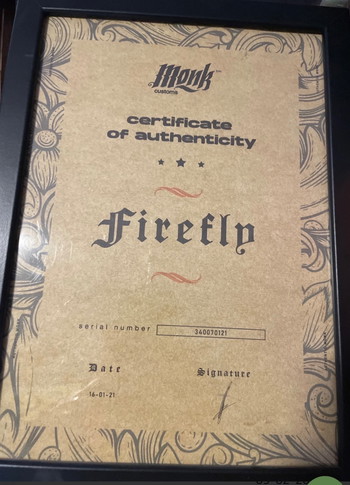 Monk
customs
certificate
of authenticity
Firefly
serial number 340070121
Date Signature
16-01-21